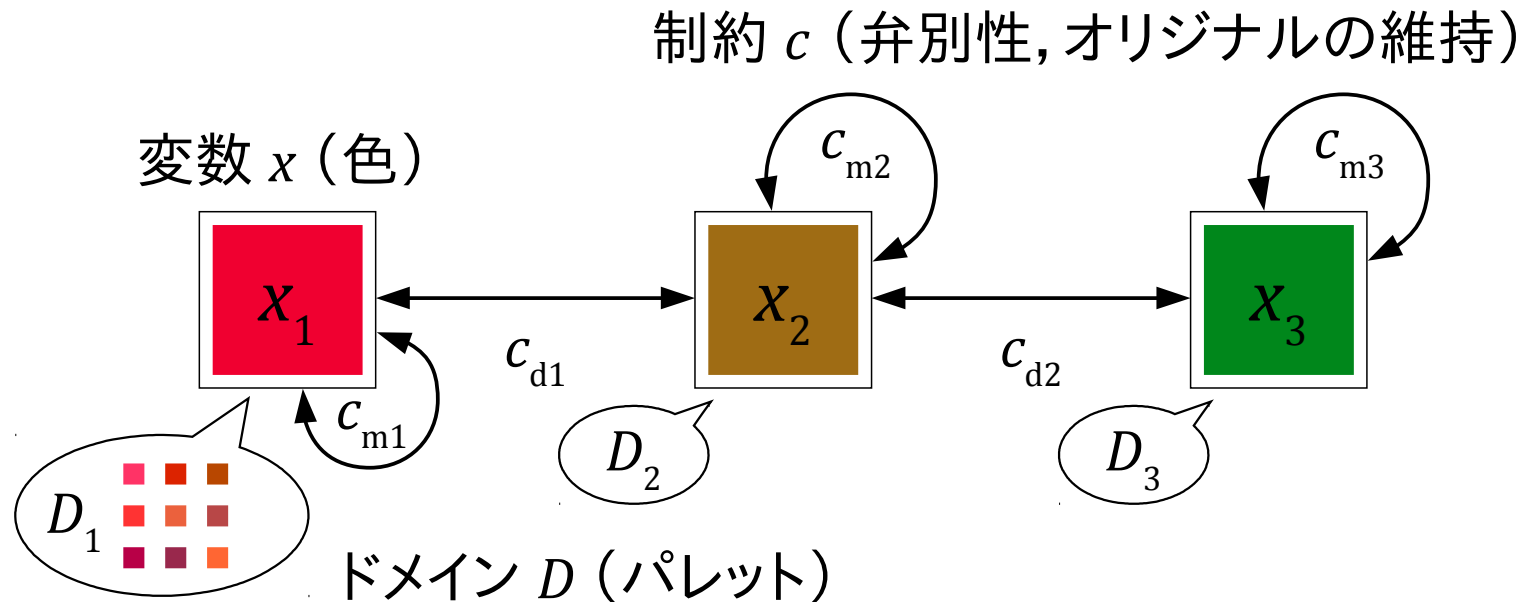 制約 c（弁別性, オリジナルの維持）
変数 x（色）
cm2
cm3
x1
x2
x3
cd1
cd2
cm1
D1
D2
D3
ドメイン D（パレット）